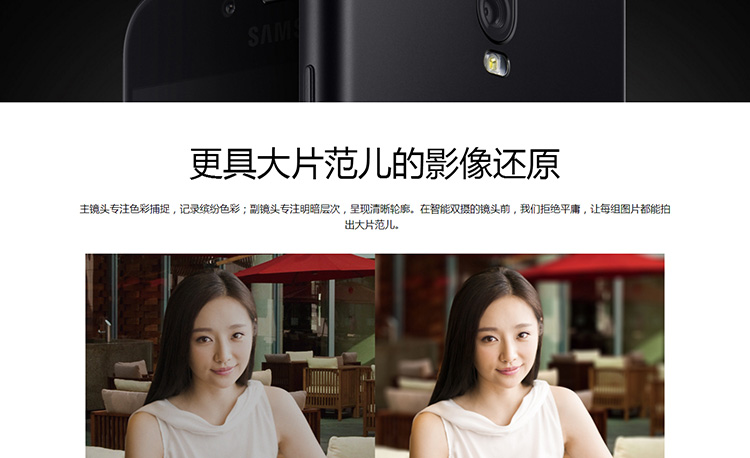 SAMS
更具大片范儿的影像还原
主镜头专注色彩捕捉，记录缤纷色彩；副镜头专注明暗层次，呈现清晰轮廓。在智能双摄的镜头前，我们拒绝平庸，让每组图片都能拍
出大片范儿。